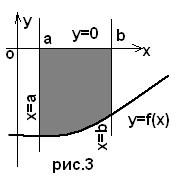 y
a y=0 b
o x
x=a
x=b
y=f(x)
рис.3